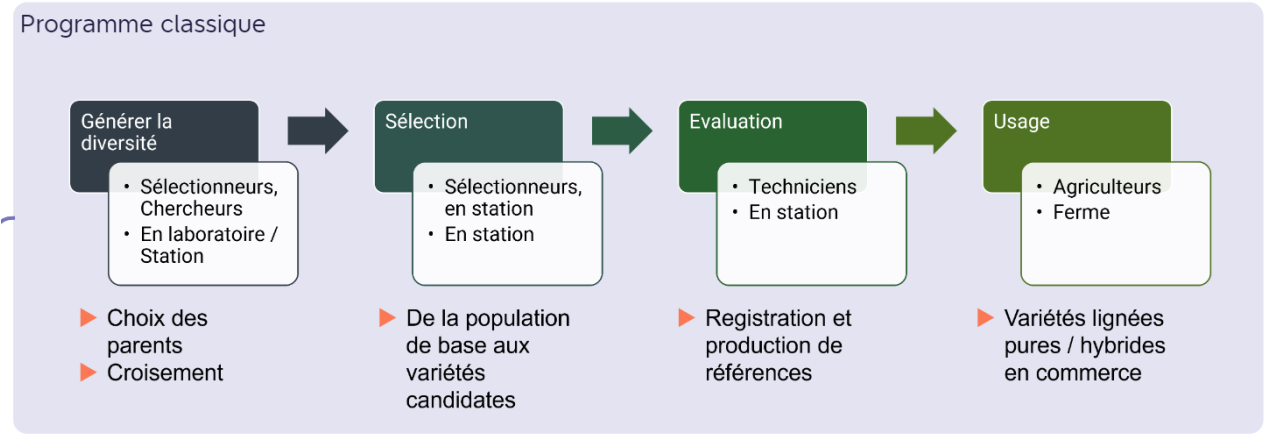 Programme classique
Générer la
diversité
• Sélectionneurs,
Chercheurs
• En laboratoire /
Station
Choix des
parents
Croisement
Sélection
• Sélectionneurs,
en station
• En station
De la population
de base aux
variétés
candidates
Evaluation
• Techniciens
• En station
Registration et
production de
références
Usage
• Agriculteurs
• Ferme
Variétés lignées
pures / hybrides
en commerce